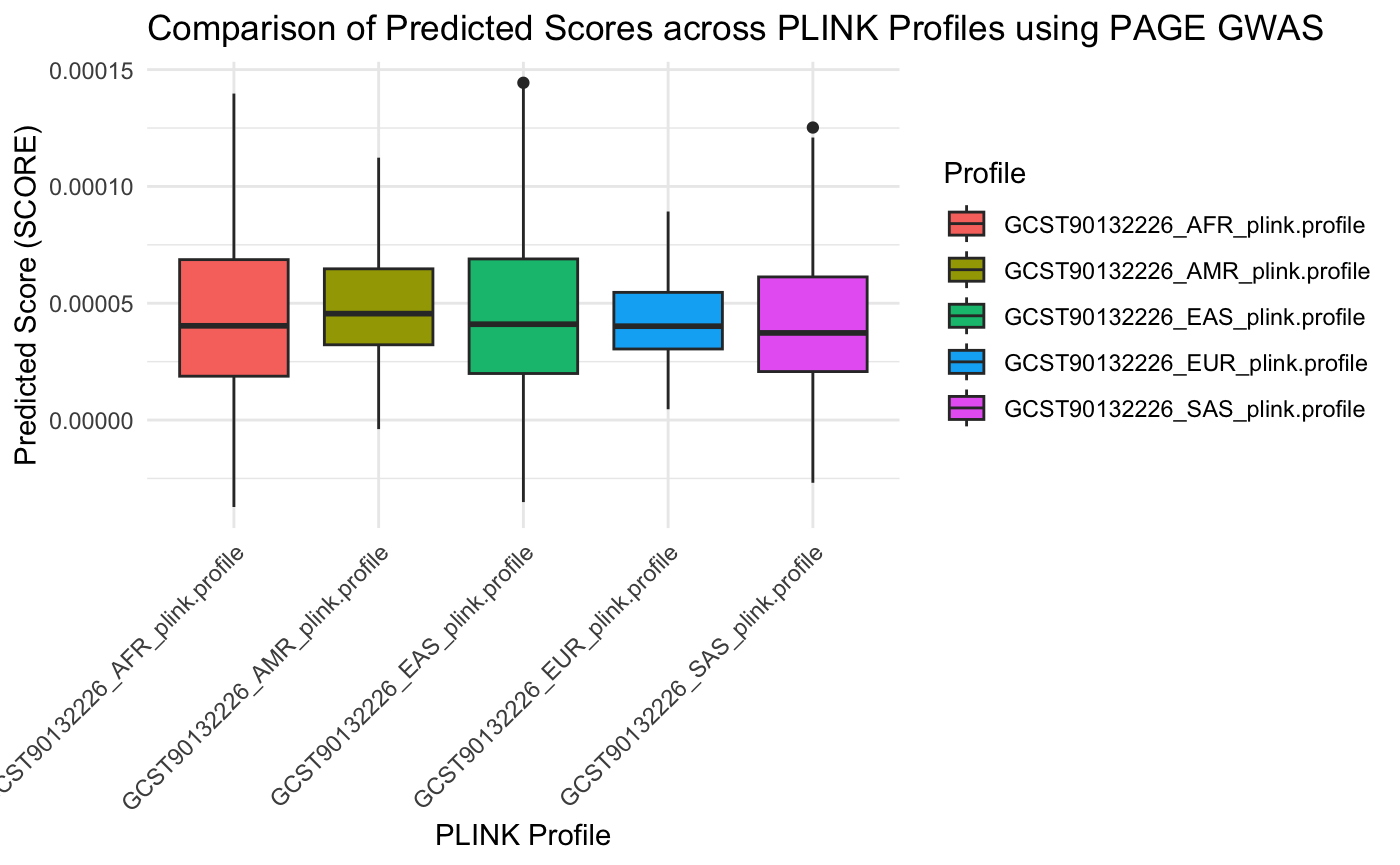 Comparison of Predicted Scores across PLINK Profiles using PAGE GWAS
Predicted Score (SCORE)
0.00015
0.00010
0.00005
0.00000
CST90132226_AFR_plink.profile
GCST90132226_AMR_plink.profile
GCST90132226_EAS_plink.profile
GCST90132226_EUR_plink.profile
GCST90132226_SAS_plink.profile
PLINK Profile
Profile
GCST90132226_AFR_plink.profile
GCST90132226_AMR_plink.profile
GCST90132226_EAS_plink.profile
GCST90132226_EUR_plink.profile
GCST90132226_SAS_plink.profile